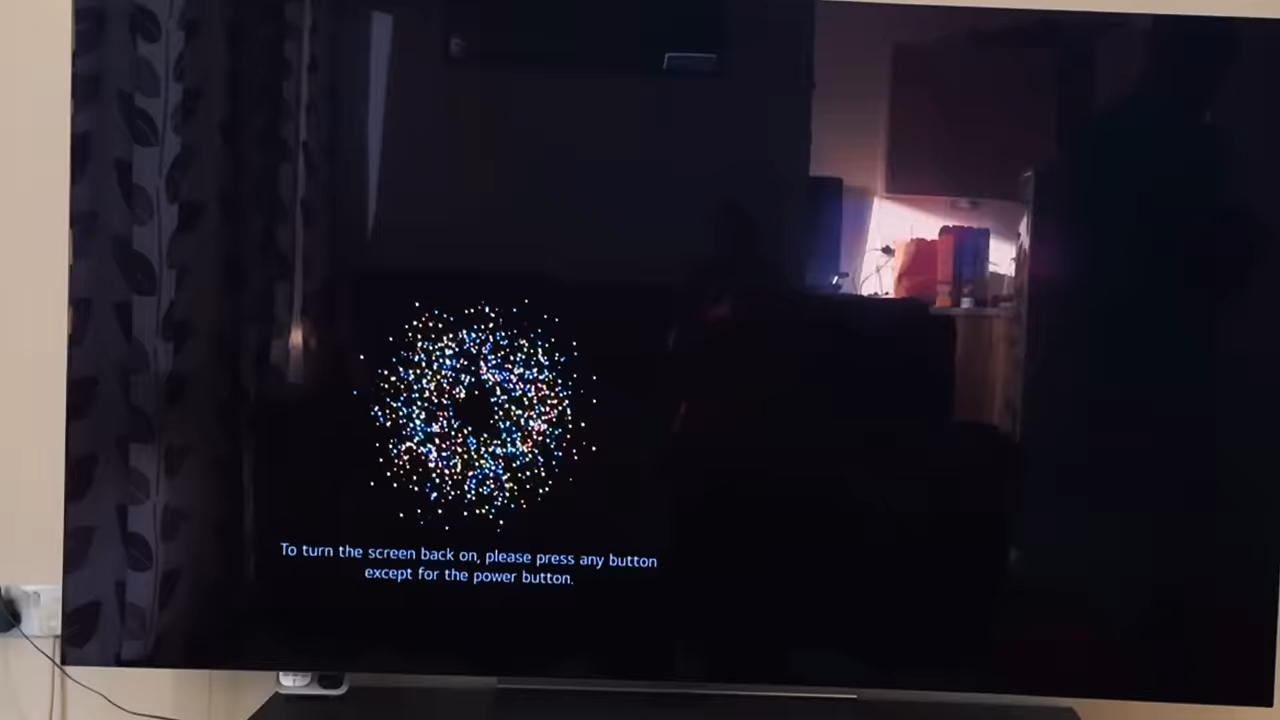 To turn the screen back on, please press any button
except for the power button.